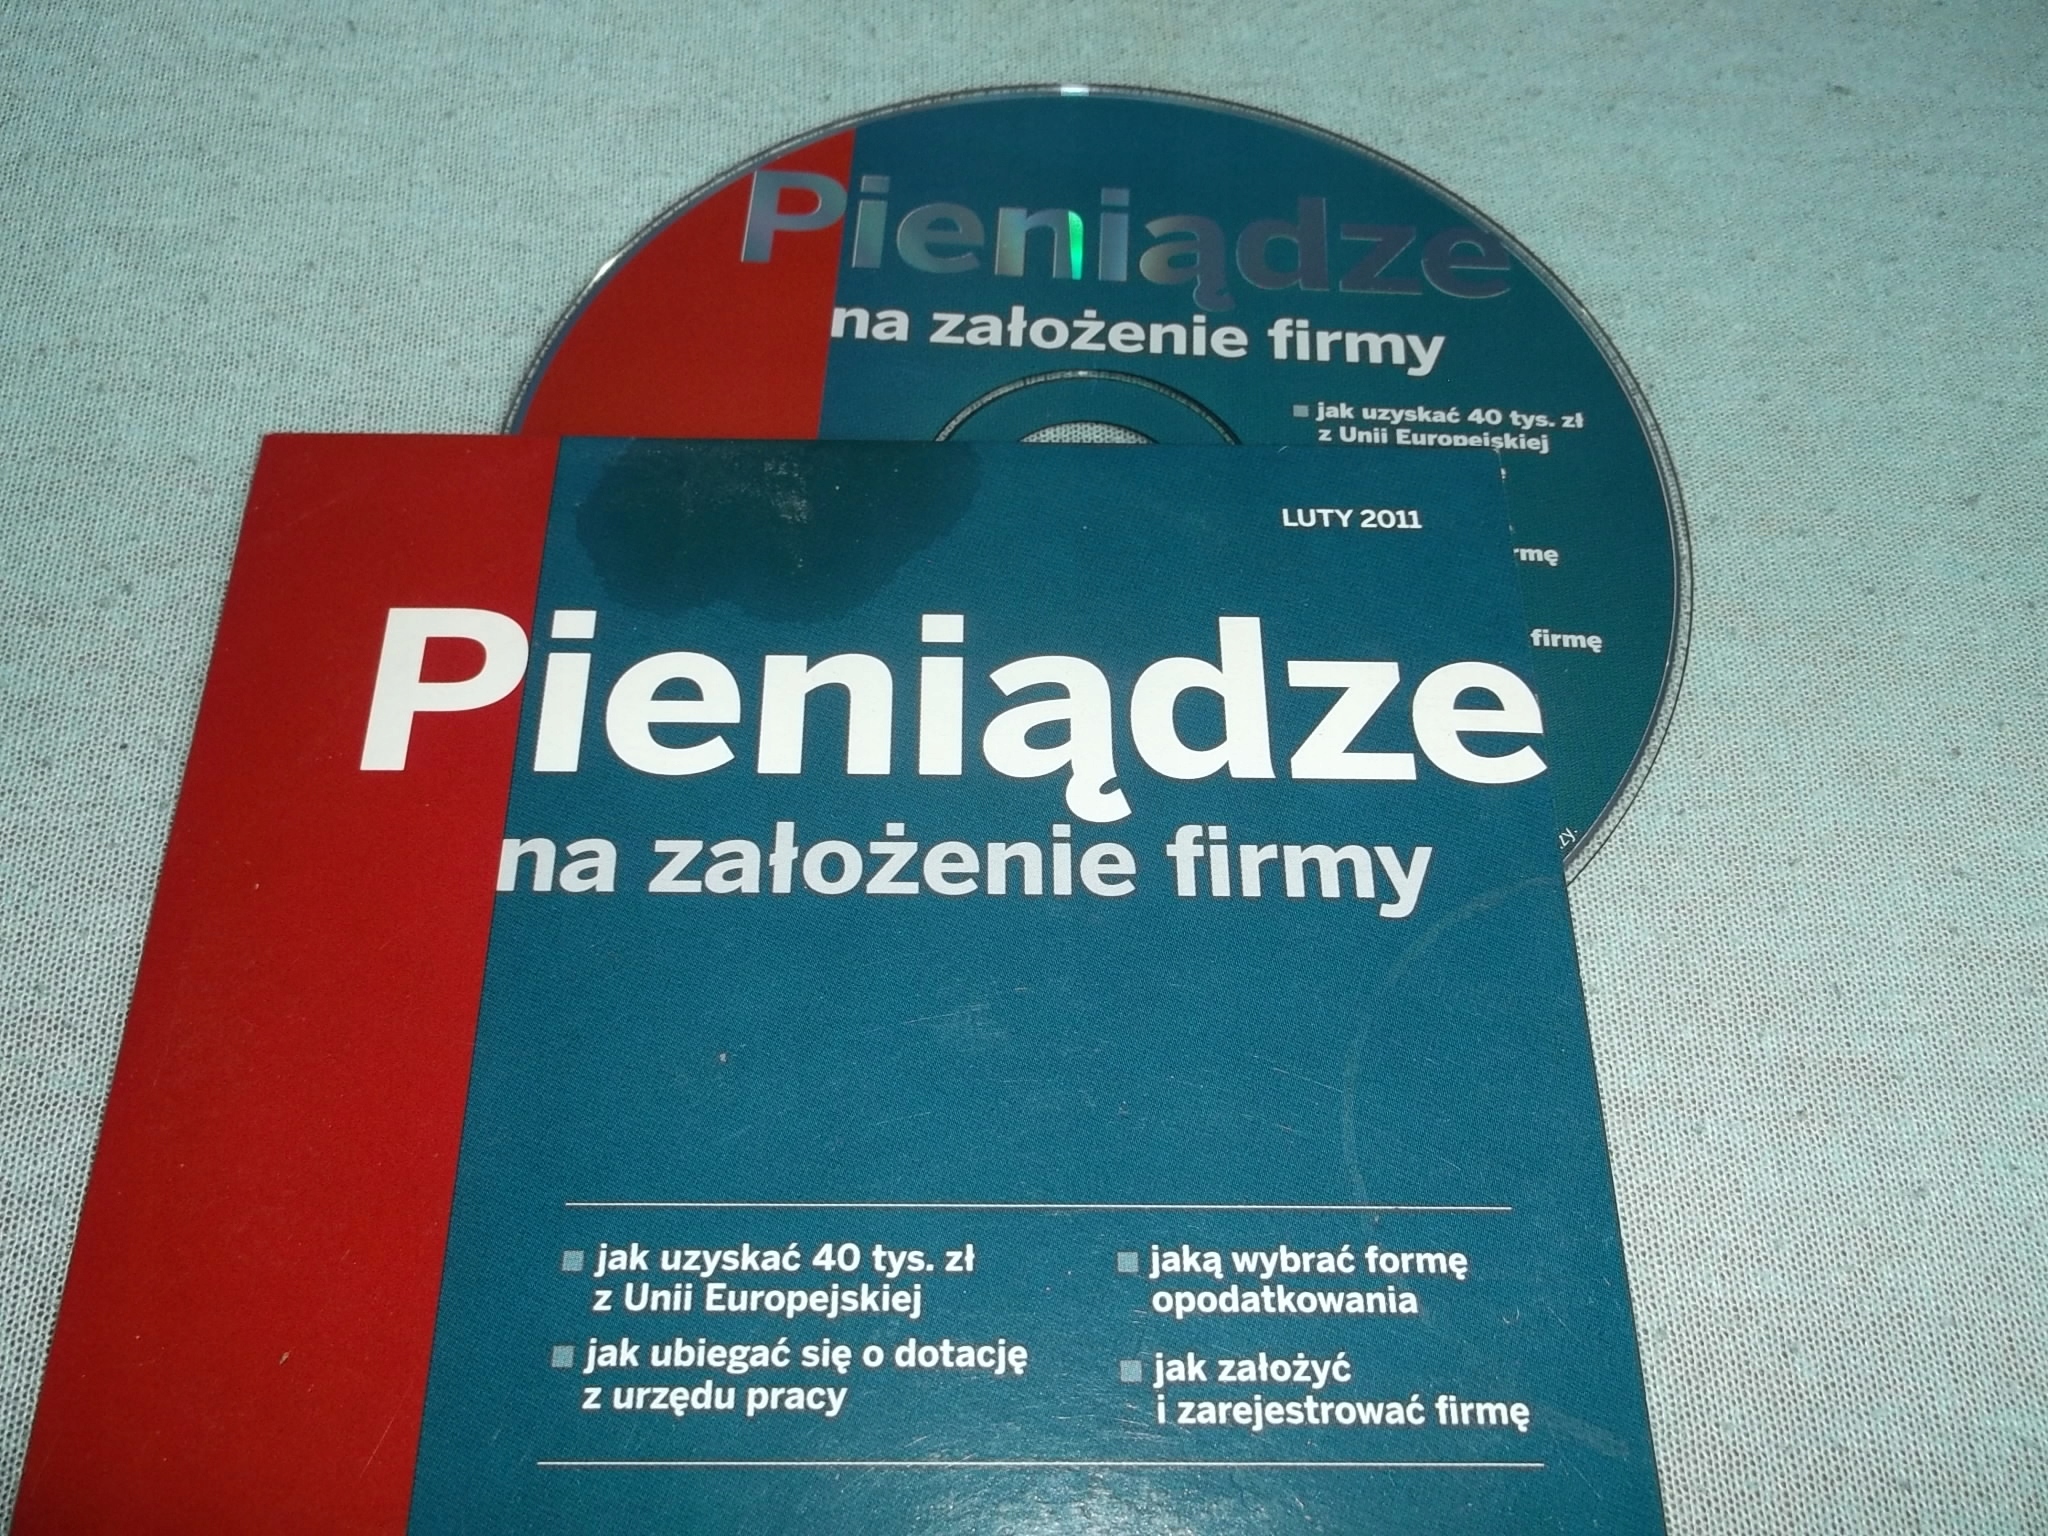 Pieniądze
na założenie firmy
jak uzyskać 40 tys. zł
z Unii Europejskiej
firmę
LUTY 2011
Pieniądze
na założenie firmy
jak uzyskać 40 tys. zł
z Unii Europejskiej
jak ubiegać się o dotację
z urzędu pracy
jaką wybrać formę
opodatkowania
jak założyć
i zarejestrować firmę